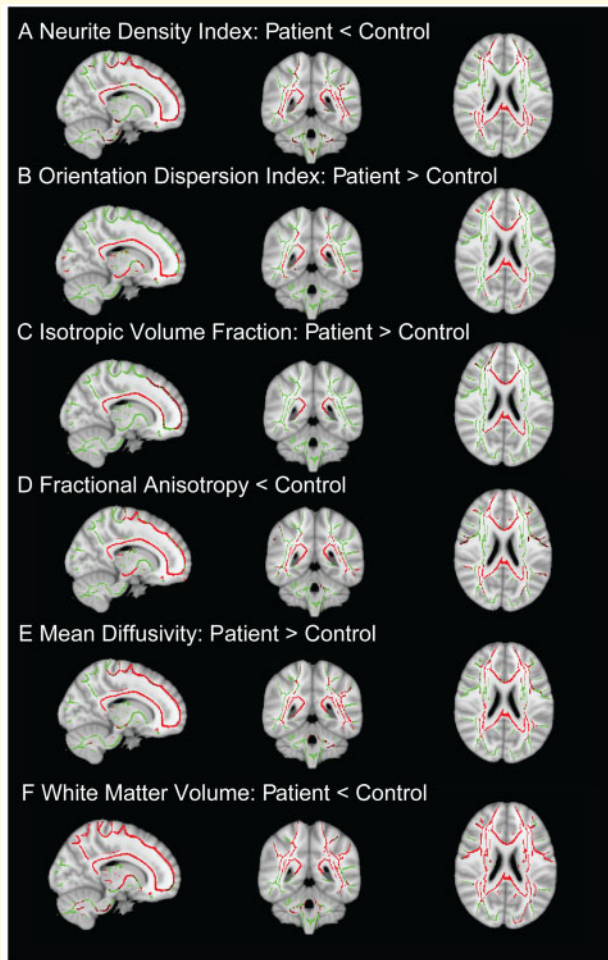 A Neurite Density Index: Patient < Control
B Orientation Dispersion Index: Patient > Control
C Isotropic Volume Fraction: Patient > Control
D Fractional Anisotropy < Control
E Mean Diffusivity: Patient > Control
F White Matter Volume: Patient < Control